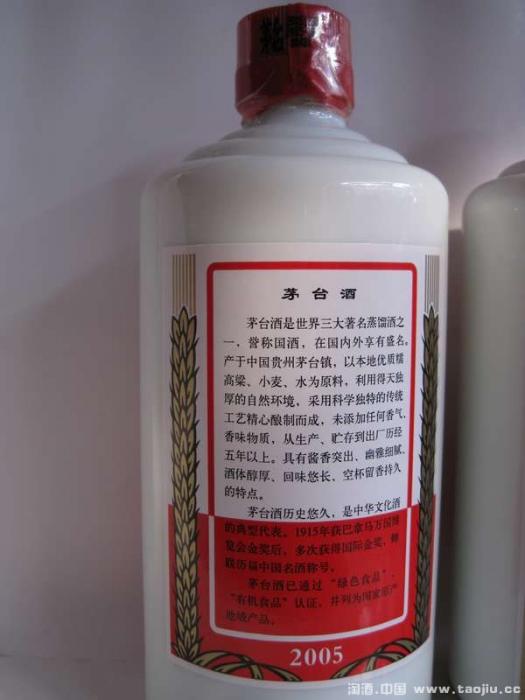 茅台酒
茅台酒是世界三大著名蒸馏酒之
一，誉称国酒，在国内外享有盛名。
产于中国贵州茅台镇，以本地优质糯
高粱、小麦、水为原料，利用得天独
厚的自然环境，采用科学独特的传统
工艺精心酿制而成，未添加任何香气、
香味物质，从生产、贮存到出厂历经
五年以上。具有酱香突出、幽雅细腻、
酒体醇厚、回味悠长、空杯留香持久
的特点。
茅台酒历史悠久，是中华文化酒
的典型代表。1915年获巴拿马万国博
览会金奖后，多次获得国际金奖，蝉
联历届中国名酒称号。
茅台酒已通过“绿色食品”、
“有机食品”认证，并列为国家原产
地域产品。
2005
淘酒.中国 www.taojiu.cc